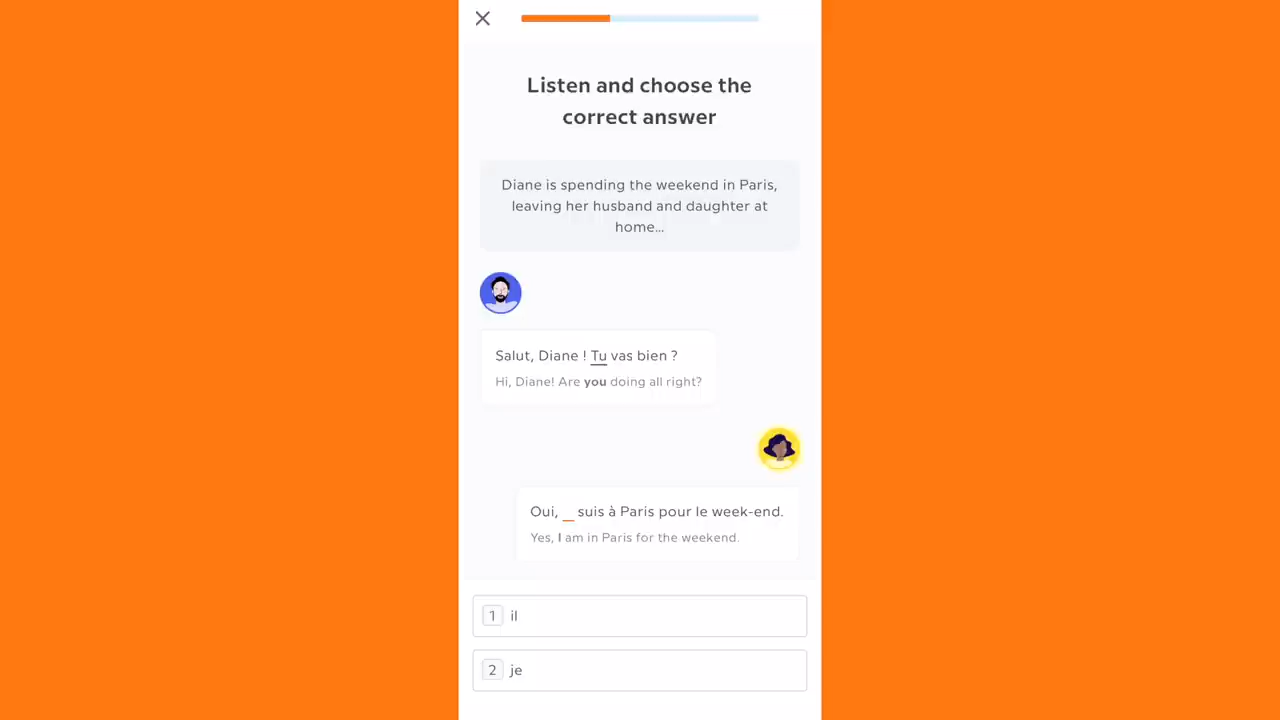 Listen and choose the
correct answer
Diane is spending the weekend in Paris,
leaving her husband and daughter at
home...
Salut, Diane ! Tu vas bien ?
Hi, Diane! Are you doing all right?
Oui, _ suis à Paris pour le week-end.
Yes, I am in Paris for the weekend.
1 il
2 je